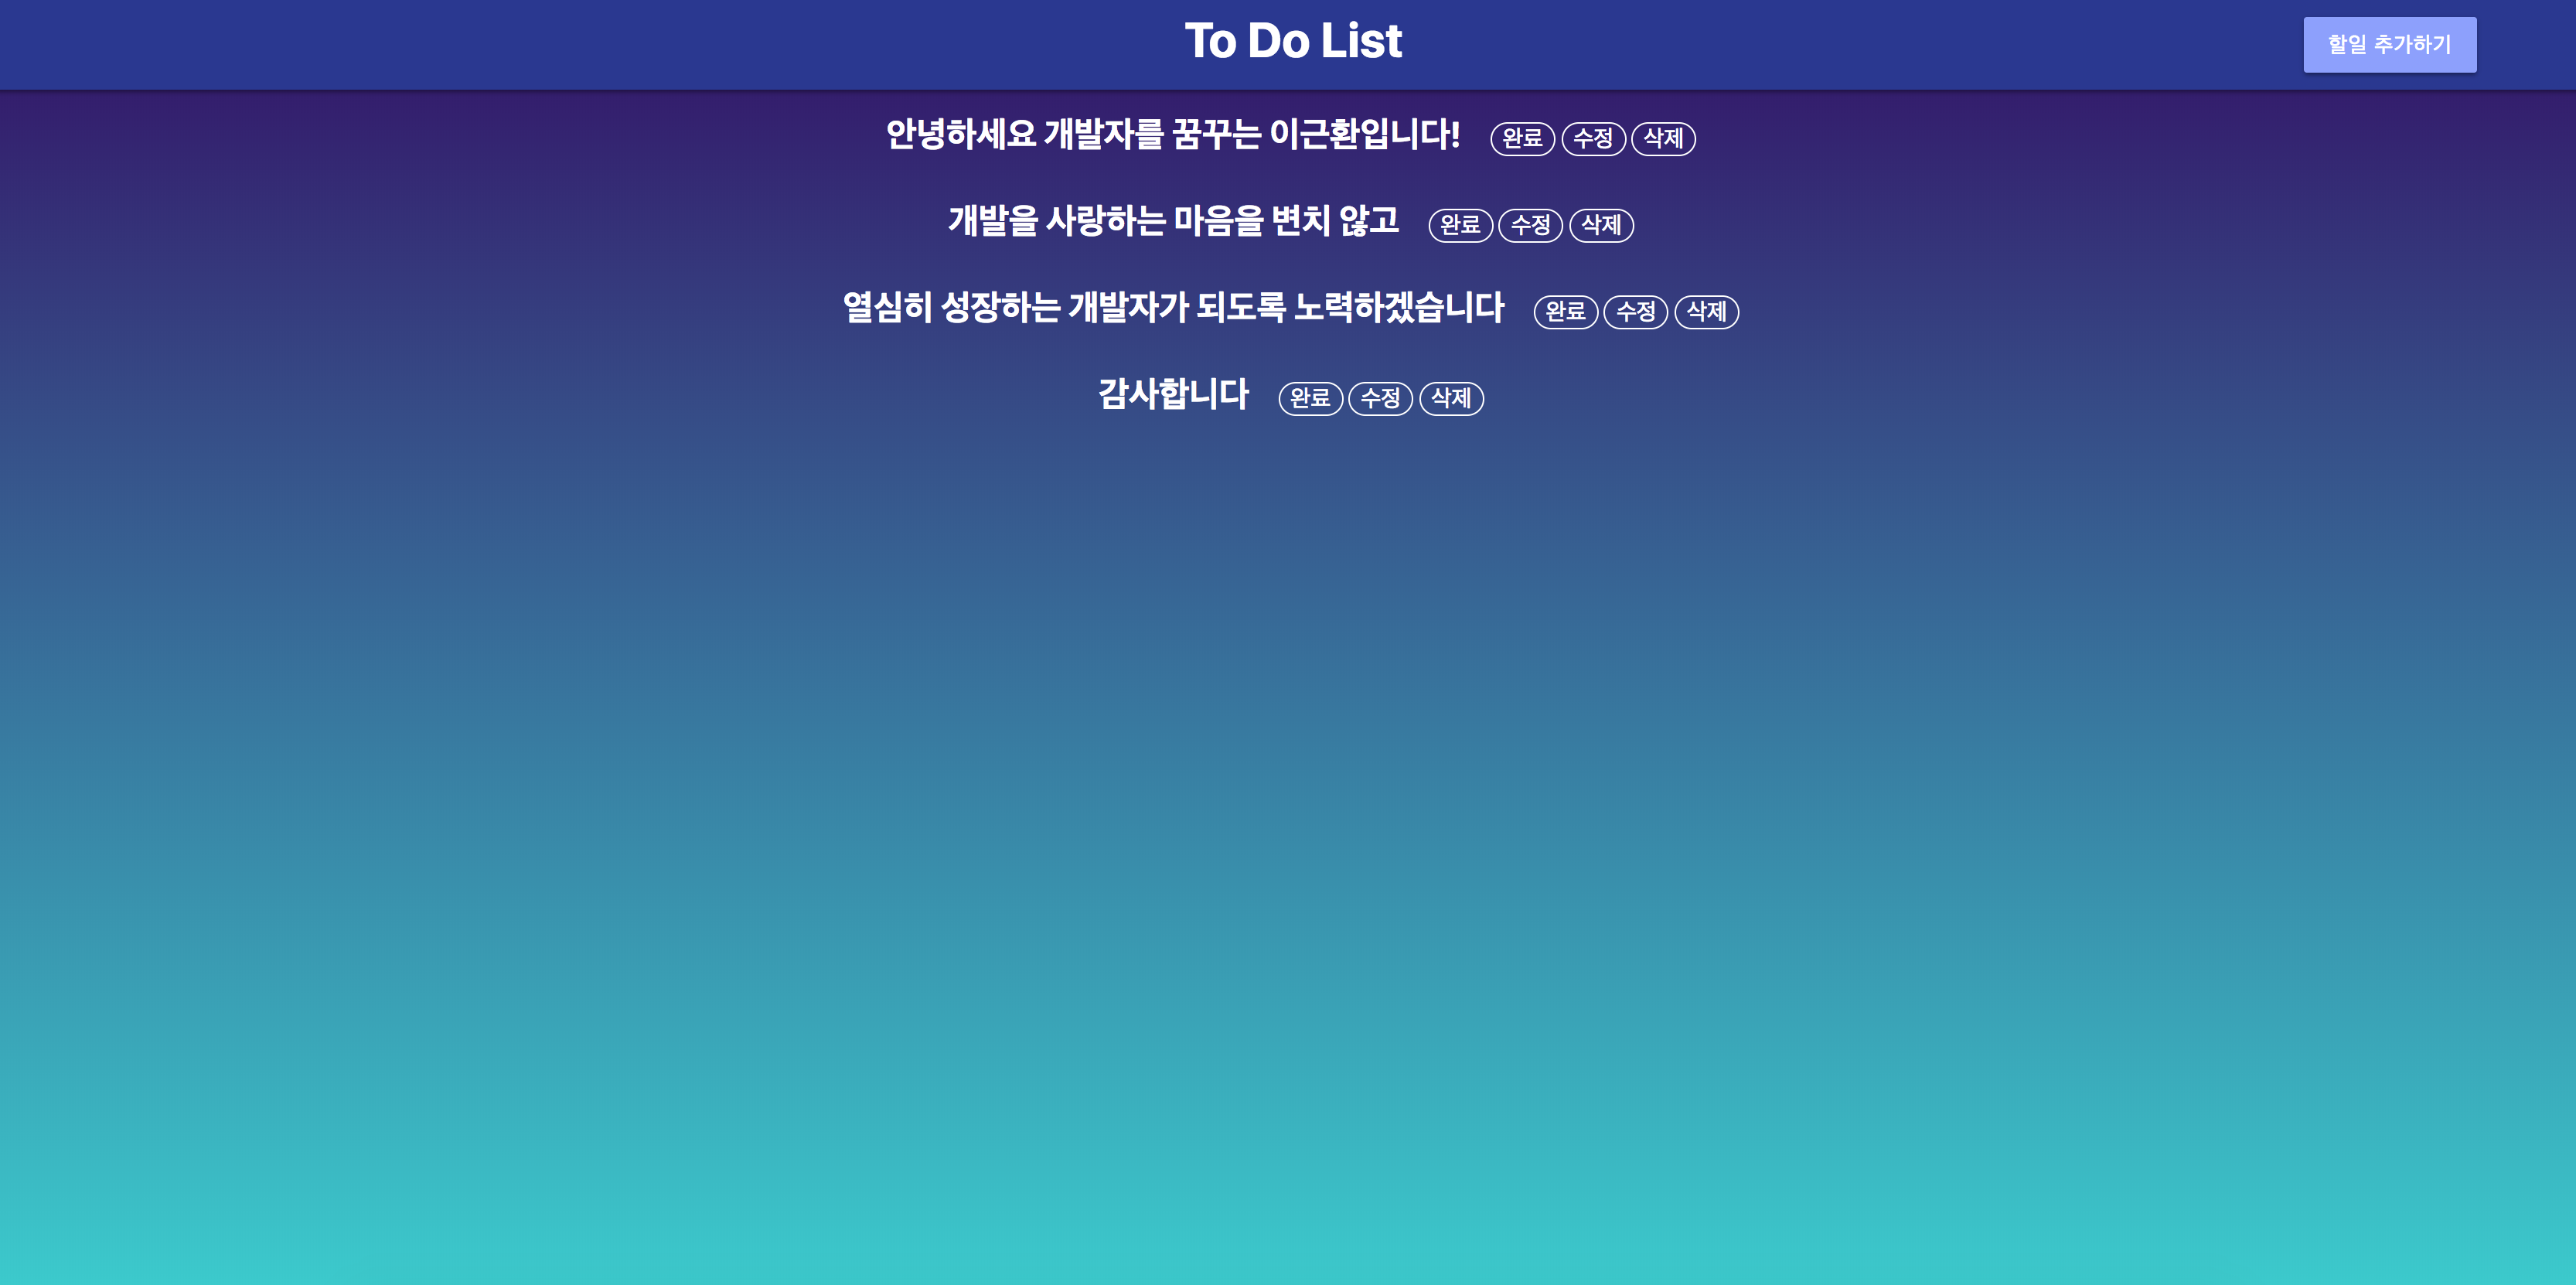 To Do List 할일 추가하기
안녕하세요 개발자를 꿈꾸는 이근환입니다! 완료 수정 삭제
개발을 사랑하는 마음을 변치 않고 완료 수정 삭제
열심히 성장하는 개발자가 되도록 노력하겠습니다 완료 수정 삭제
감사합니다 완료 수정 삭제